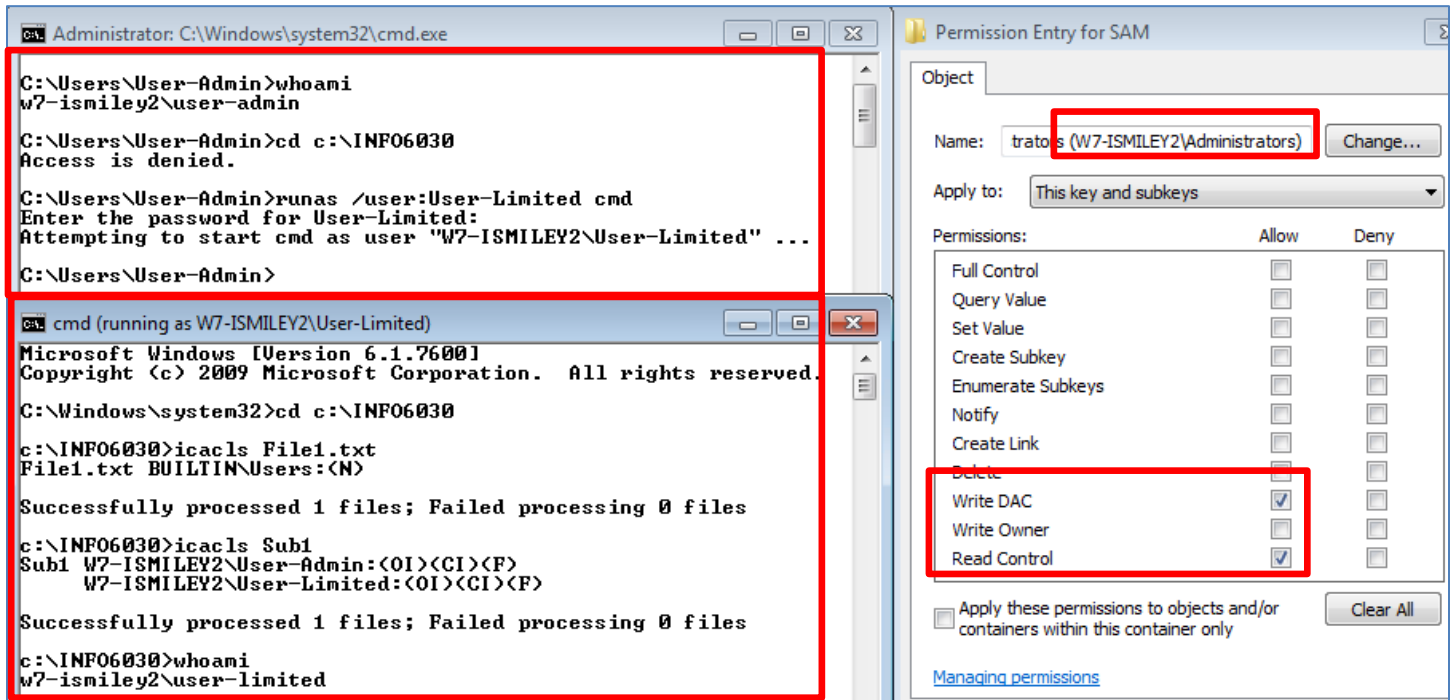 Administrator: C:\Windows\system32\cmd.exe
C:\Users\User-Admin>whoami
w7-ismiley2\user-admin
C:\Users\User-Admin>cd c:\INFO6030
Access is denied.
C:\Users\User-Admin>runas /user:User-Limited cmd
Enter the password for User-Limited:
Attempting to start cmd as user "W7-ISMILEY2\User-Limited" ...
C:\Users\User-Admin>
cmd (running as W7-ISMILEY2\User-Limited)
Microsoft Windows [Version 6.1.7600]
Copyright (c) 2009 Microsoft Corporation.  All rights reserved.
C:\Windows\system32>cd c:\INFO6030
c:\INFO6030>icacls File1.txt
File1.txt BUILTIN\Users:(N)
Successfully processed 1 files; Failed processing 0 files
c:\INFO6030>icacls Sub1
Sub1 W7-ISMILEY2\User-Admin:(OI)(CI)(F)
W7-ISMILEY2\User-Limited:(OI)(CI)(F)
Successfully processed 1 files; Failed processing 0 files
c:\INFO6030>whoami
w7-ismiley2\user-limited
Permission Entry for SAM
Object
Name: trators (W7-ISMILEY2\Administrators) Change...
Apply to: This key and subkeys
Permissions: Allow Deny
Full Control
Query Value
Set Value
Create Subkey
Enumerate Subkeys
Notify
Create Link
Delete
Write DAC
Write Owner
Read Control
Apply these permissions to objects and/or
containers within this container only
Clear All
Managing permissions